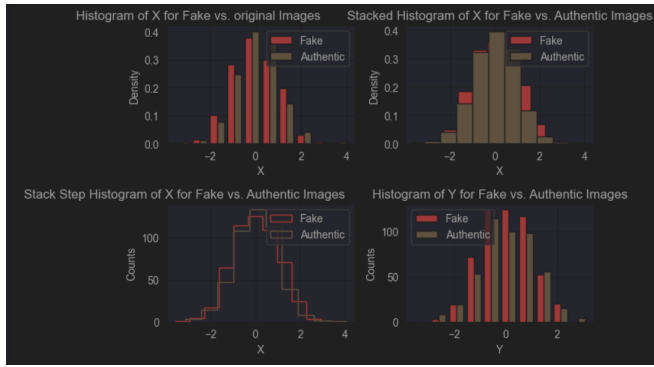 Histogram of X for Fake vs. original Images
Fake
Authentic
Density
0.4
0.3
0.2
0.1
0.0
−2
0
2
4
X
Stacked Histogram of X for Fake vs. Authentic Images
Fake
Authentic
Density
0.4
0.3
0.2
0.1
0.0
−2
0
2
4
X
Stack Step Histogram of X for Fake vs. Authentic Images
Fake
Authentic
Counts
100
50
0
−2
0
2
4
X
Histogram of Y for Fake vs. Authentic Images
Fake
Authentic
Counts
100
50
0
−2
0
2
Y